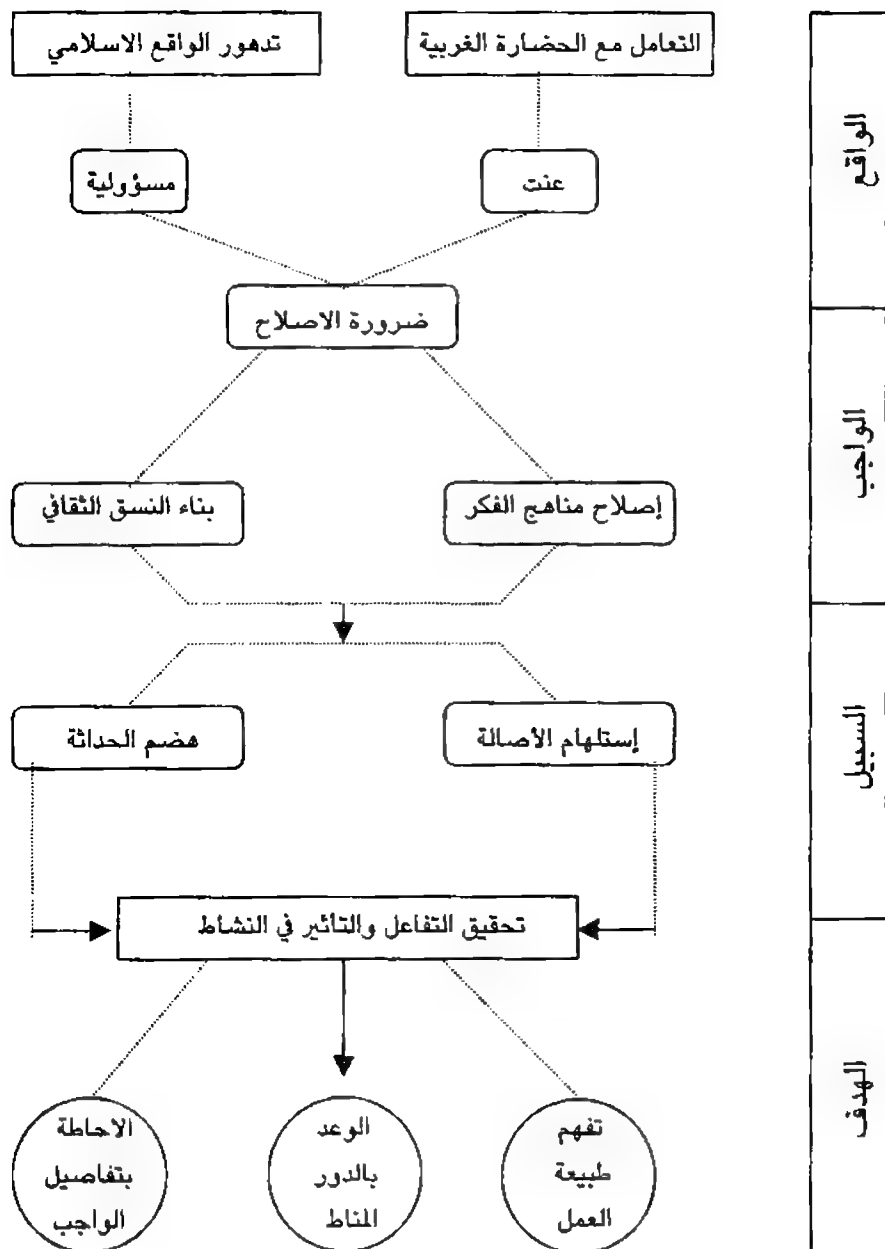 التعامل مع الحضارة الغربية
تدهور الواقع الاسلامي
عنت
مسؤولية
ضرورة الاصلاح
إصلاح مناهج الفكر
بناء النسق الثقافي
إستلهام الأصالة
هضم الحداثة
تحقيق التفاعل والتأثير في النشاط
تفهم
طبيعة
العمل
الوعد
بالدور
المناط
الاحاطة
بتفاصيل
الواجب
الواقع
الواجب
السبيل
الهدف